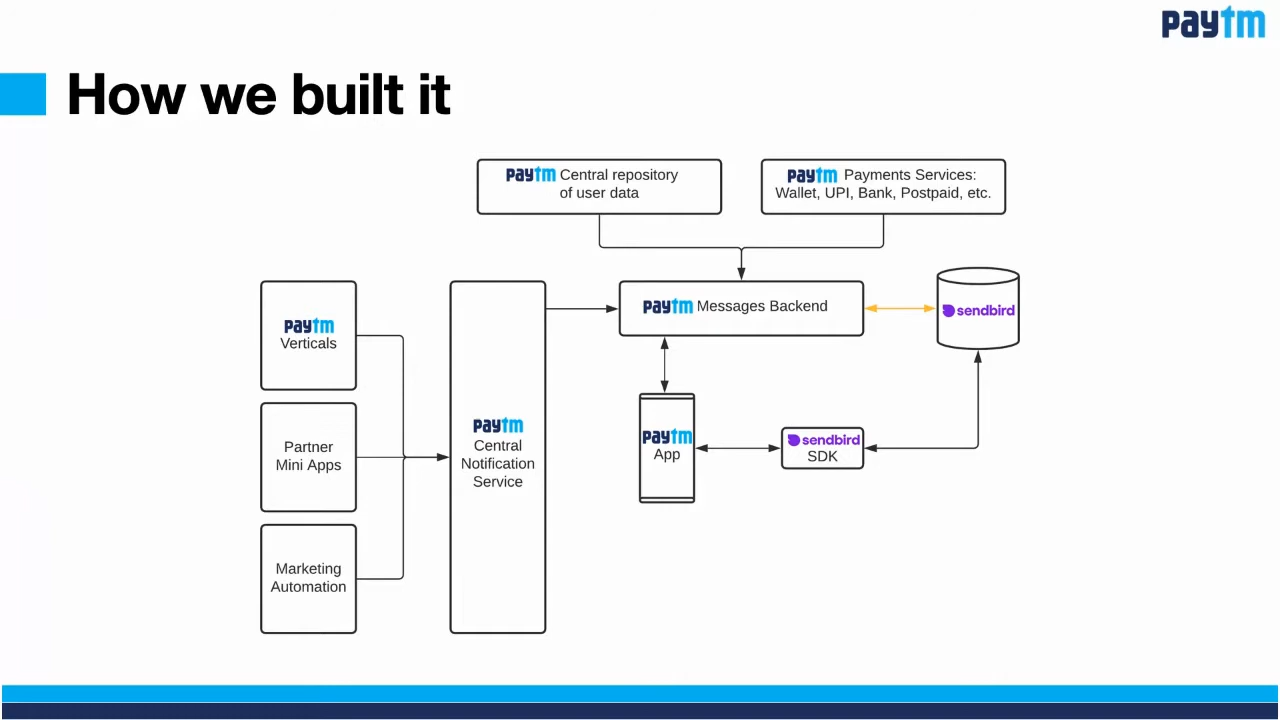 paytm
How we built it
paytm Central repository
of user data
paytm Payments Services:
Wallet, UPI, Bank, Postpaid, etc.
paytm
Verticals
Partner
Mini Apps
Marketing
Automation
paytm
Central
Notification
Service
paytm Messages Backend
sendbird
paytm
App
sendbird
SDK